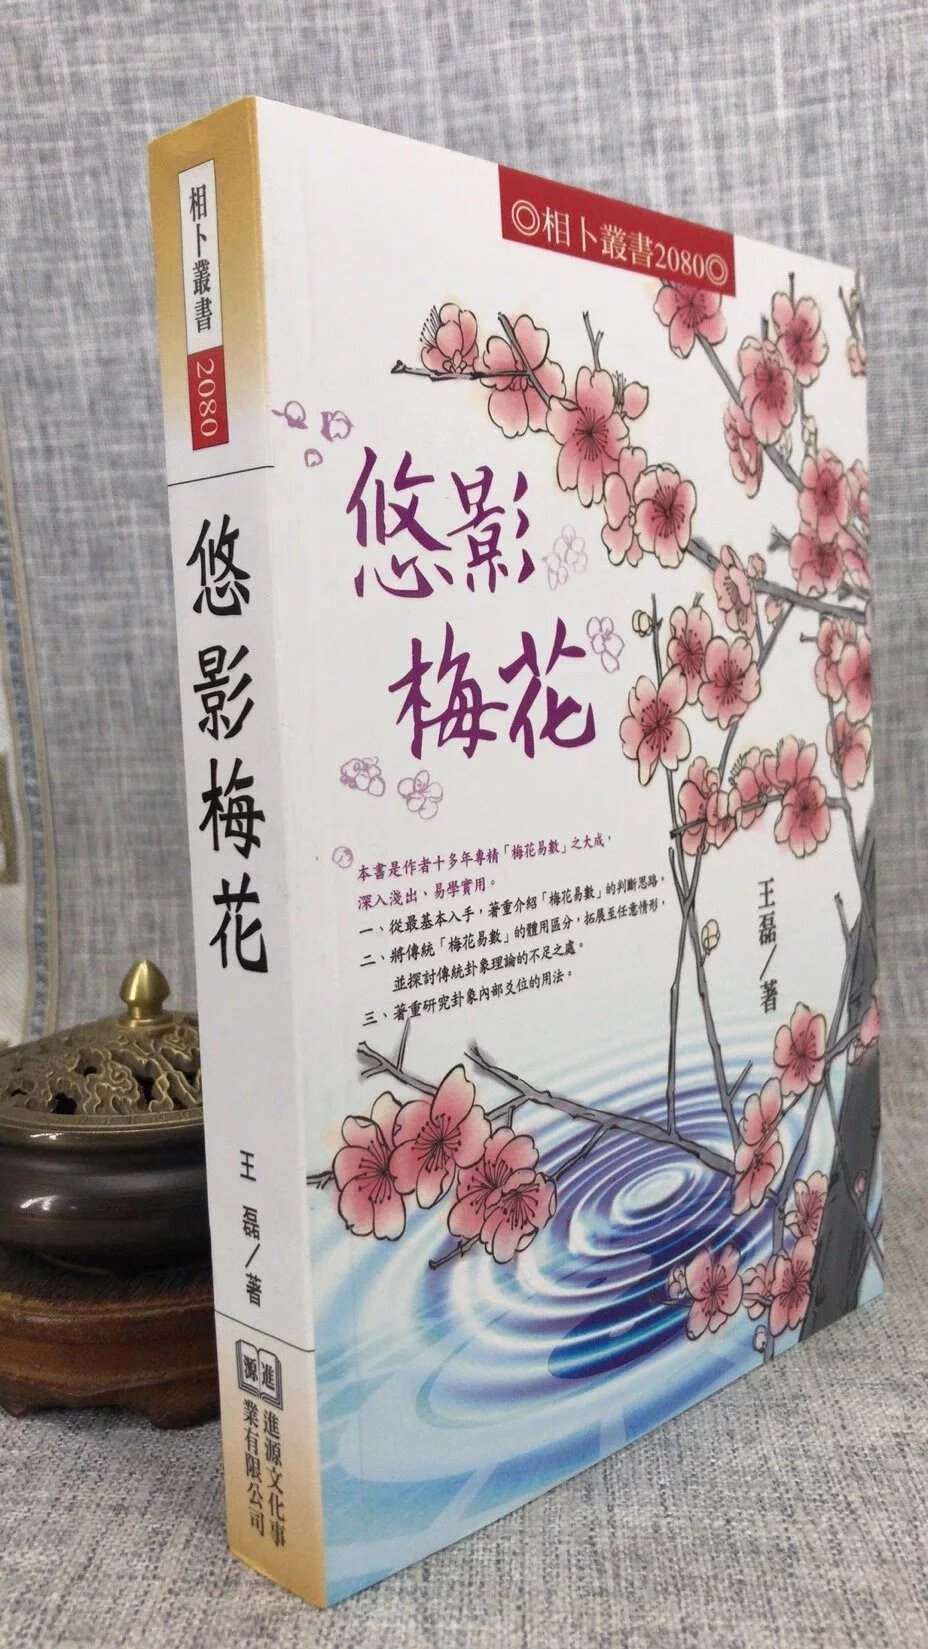 相卜叢書
2080
悠影梅花
王磊/著
源進
進源文化事
業有限公司
◎相卜叢書2080◎
悠影
梅花
本書是作者十多年專精「梅花易數」之大成，
深入淺出、易學實用。
一、從最基本入手，著重介紹「梅花易數」的判斷思路。
二、將傳統「梅花易數」的體用區分，拓展至任意情形，
並探討傳統卦象理論的不足之處。
三、著重研究卦象內部爻位的用法。
王磊/著